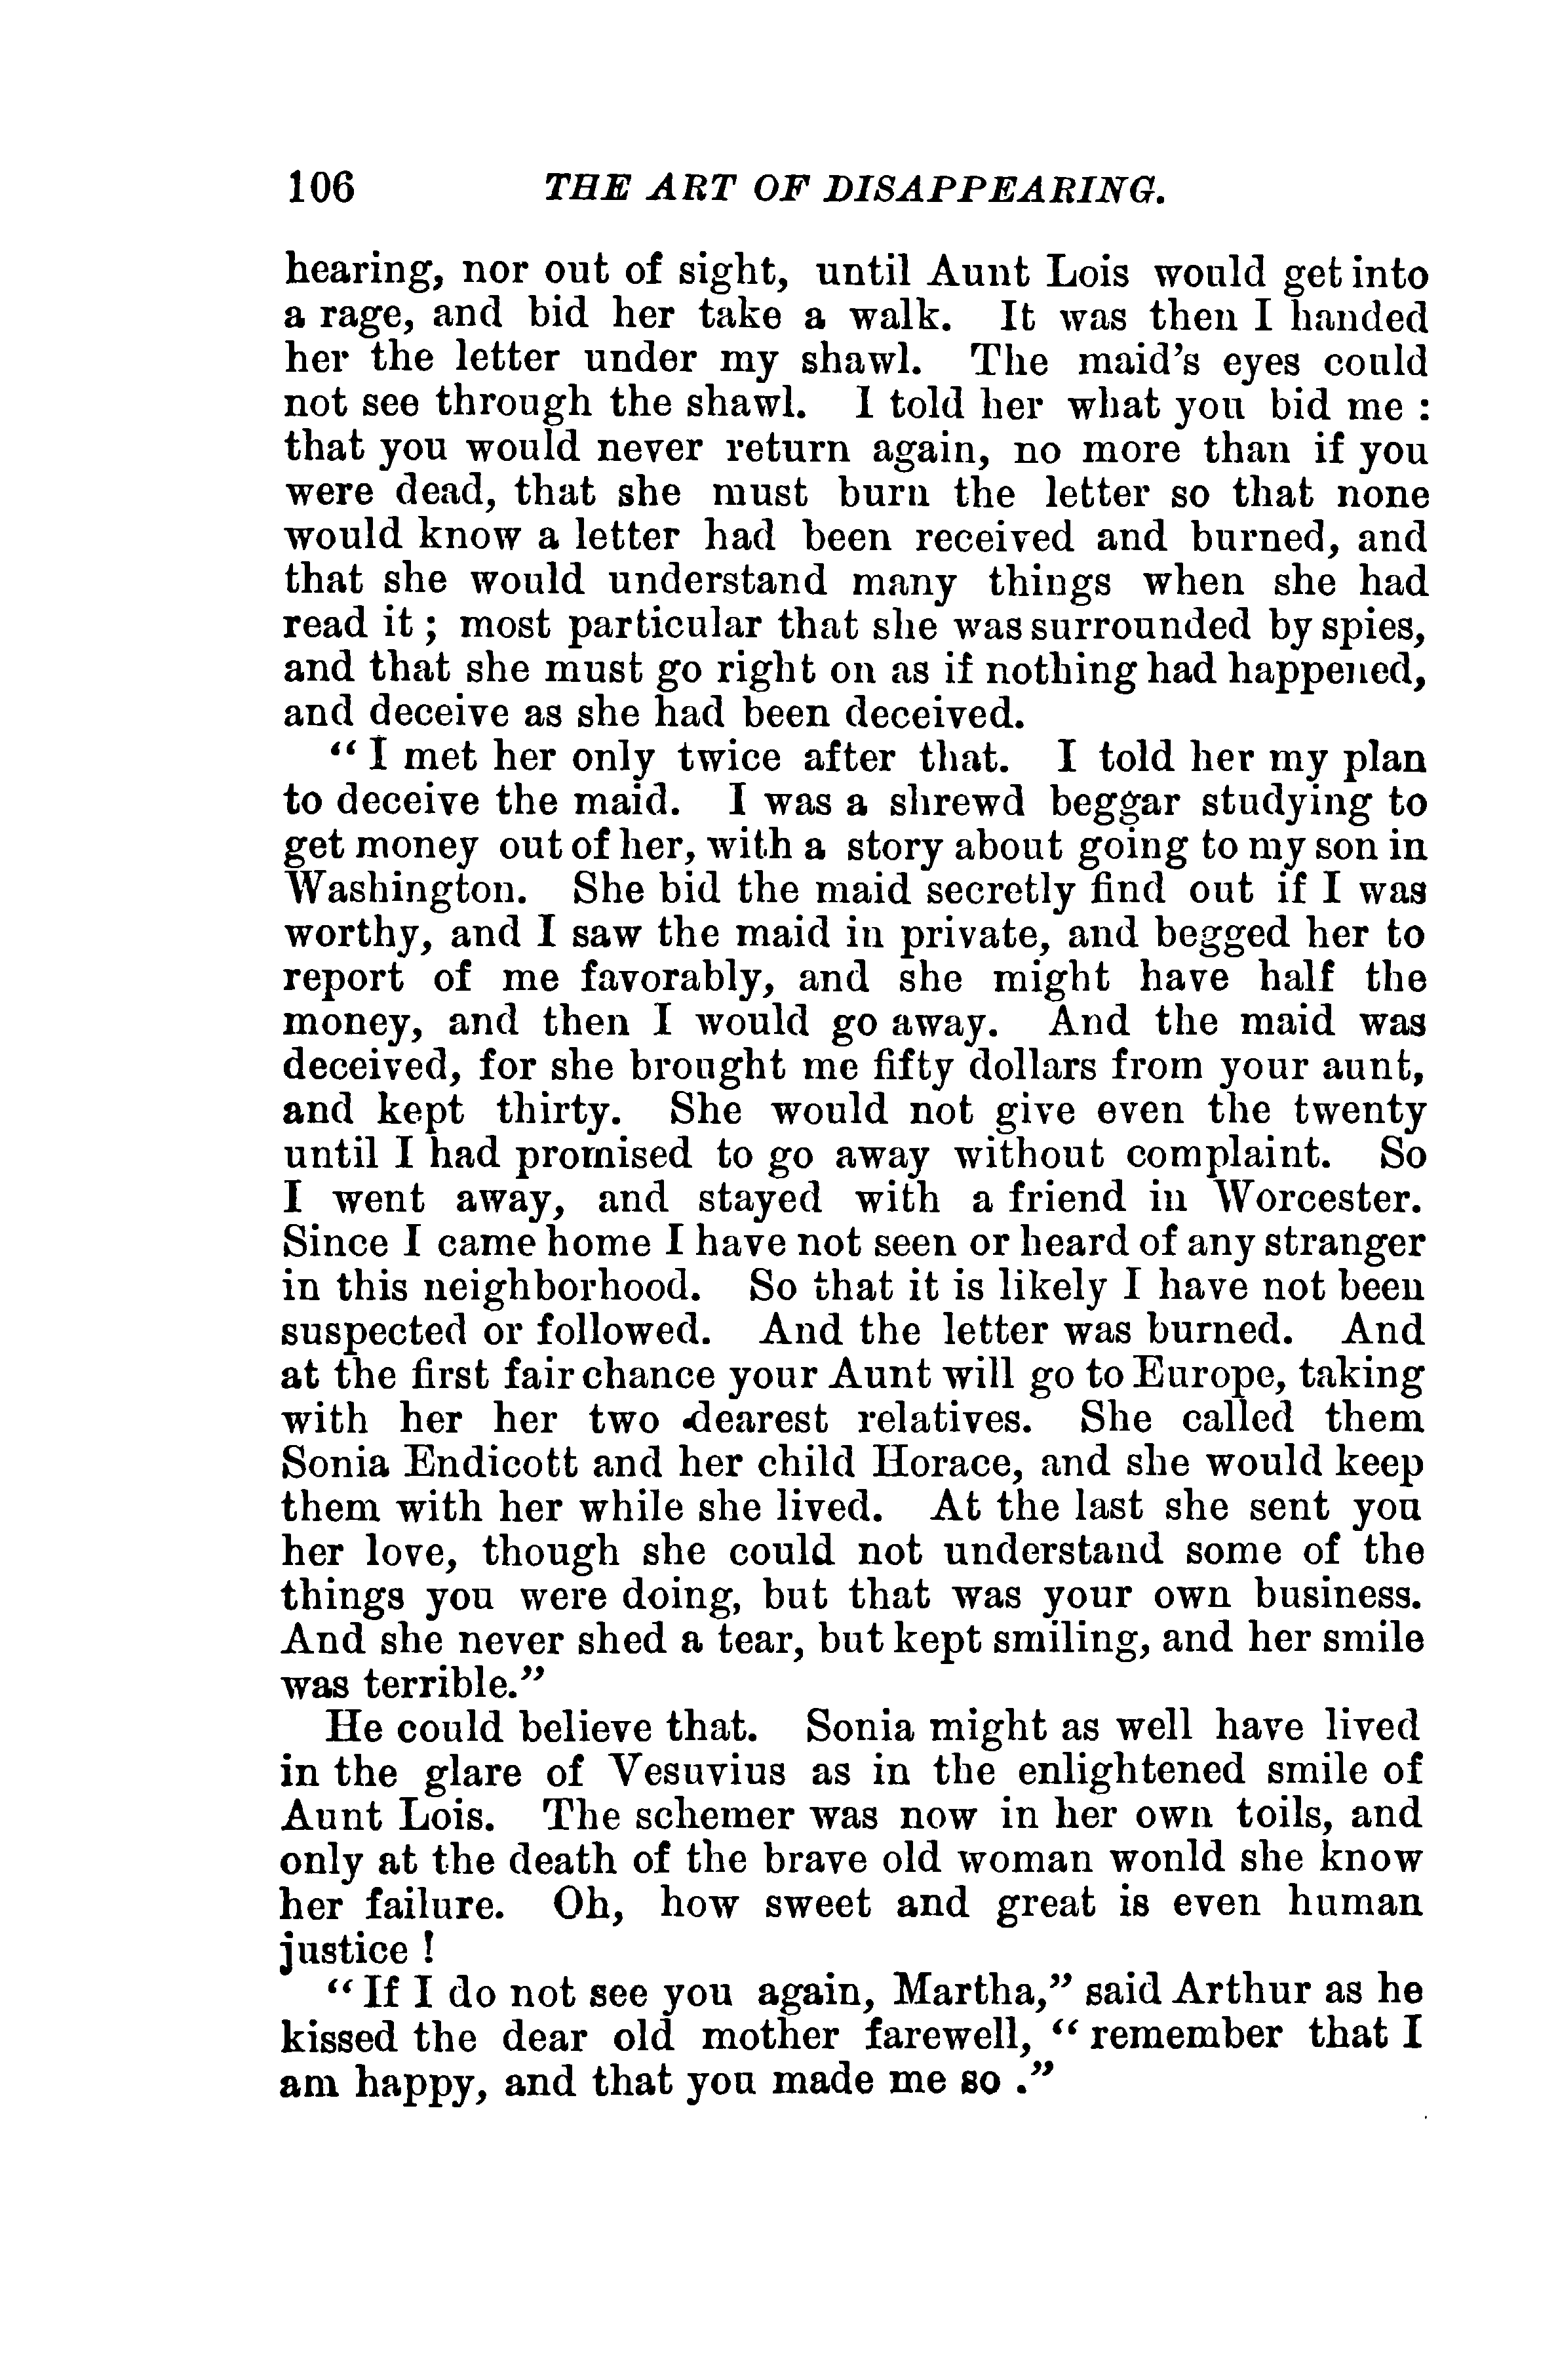 106 THE ART OF DISAPPEARING.
hearing, nor out of sight, until Aunt Lois would get into
a rage, and bid her take a walk. It was then I handed
her the letter under my shawl. The maid's eyes could
not see through the shawl. I told her what you bid me :
that you would never return again, no more than if you
were dead, that she must burn the letter so that none
would know a letter had been received and burned, and
that she would understand many things when she had
read it ; most particular that she was surrounded by spies,
and that she must go right on as if nothing had happened,
and deceive as she had been deceived.
“ I met her only twice after that. I told her my plan
to deceive the maid. I was a shrewd beggar studying to
get money out of her, with a story about going to my son in
Washington. She bid the maid secretly find out if I was
worthy, and I saw the maid in private, and begged her to
report of me favorably, and she might have half the
money, and then I would go away. And the maid was
deceived, for she brought me fifty dollars from your aunt,
and kept thirty. She would not give even the twenty
until I had promised to go away without complaint. So
I went away, and stayed with a friend in Worcester.
Since I came home I have not seen or heard of any stranger
in this neighborhood. So that it is likely I have not been
suspected or followed. And the letter was burned. And
at the first fair chance your Aunt will go to Europe, taking
with her her two dearest relatives. She called them
Sonia Endicott and her child Horace, and she would keep
them with her while she lived. At the last she sent you
her love, though she could not understand some of the
things you were doing, but that was your own business.
And she never shed a tear, but kept smiling, and her smile
was terrible.”
He could believe that. Sonia might as well have lived
in the glare of Vesuvius as in the enlightened smile of
Aunt Lois. The schemer was now in her own toils, and
only at the death of the brave old woman wonld she know
her failure. Oh, how sweet and great is even human
justice !
“ If I do not see you again, Martha,” said Arthur as he
kissed the dear old mother farewell, “ remember that I
am happy, and that you made me so .”